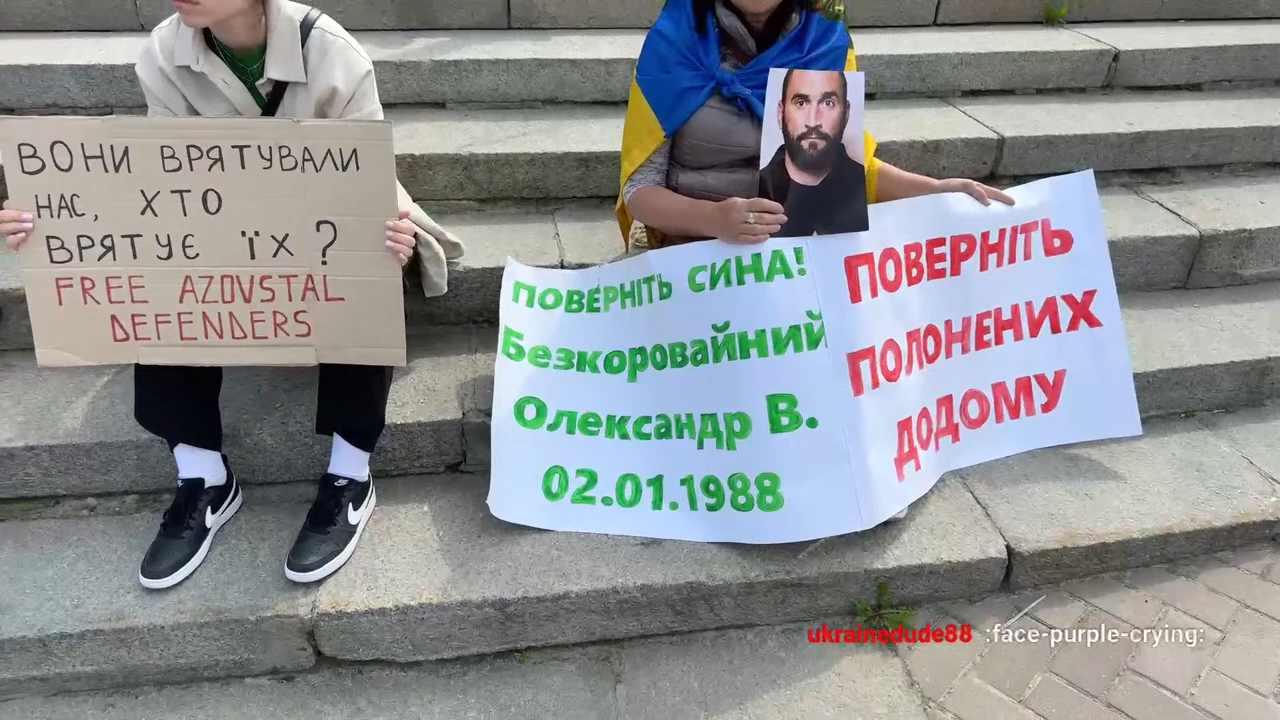 ВОНИ ВРЯТУВАЛИ
НАС, ХТО
ВРЯТУЄ ЇХ?
FREE AZOVSTAL
DEFENDERS
ПОВЕРНІТЬ СИНА!
Безкоровайний
Олександр В.
02.01.1988
ПОВЕРНІТЬ
ПОЛОНЕНИХ
ДОДОМУ
ukrainedude88 :face-purple-crying: